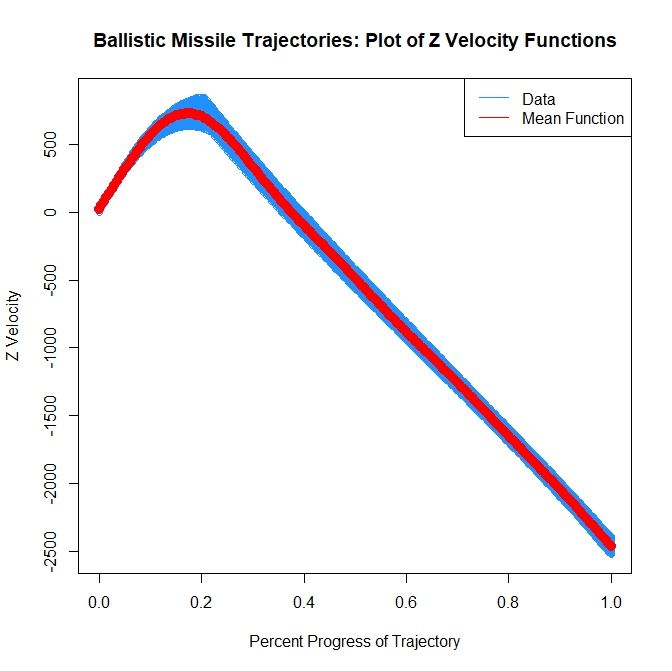 Ballistic Missile Trajectories: Plot of Z Velocity Functions
Data
Mean Function
500
0
-500
-1000
-1500
-2000
-2500
Z Velocity
0.0 0.2 0.4 0.6 0.8 1.0
Percent Progress of Trajectory